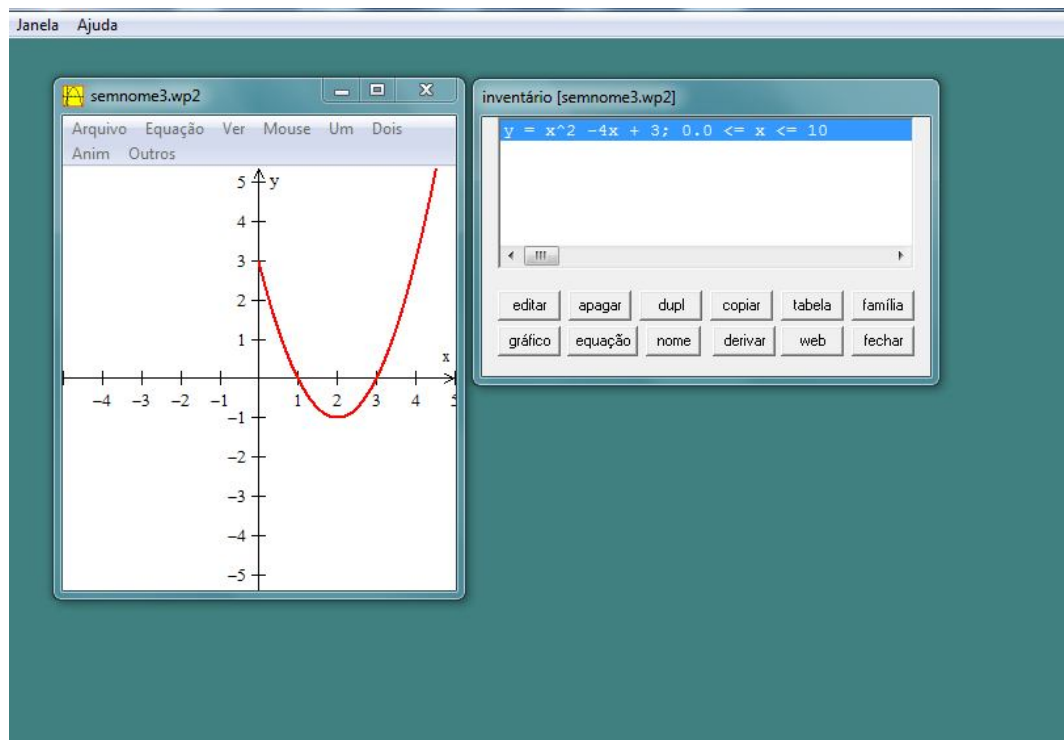 Janela Ajuda
semnome3.wp2
Arquivo Equação Ver Mouse Um Dois
Anim Outros
5 y
4
3
2
1
x
−4 −3 −2 −1 1 2 3 4 5
−1
−2
−3
−4
−5
inventário [semnome3.wp2]
y = x^2 -4x + 3; 0.0 <= x <= 10
editar apagar dupl copiar tabela família
gráfico equação nome derivar web fechar